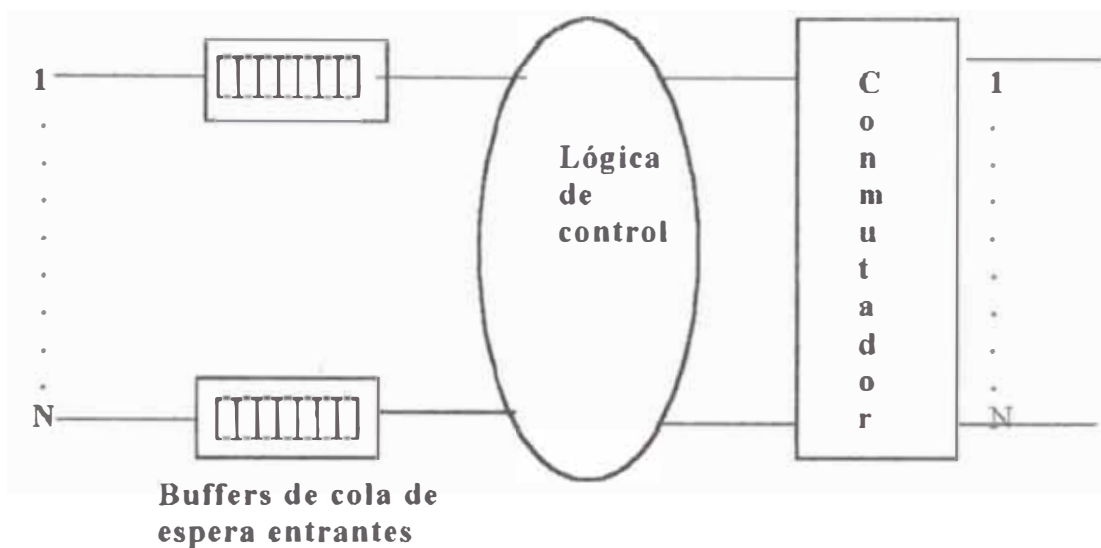 1
N
Buffers de cola de
espera entrantes
Lógica
de
control
C
o
n
m
u
t
a
d
o
r
1
N